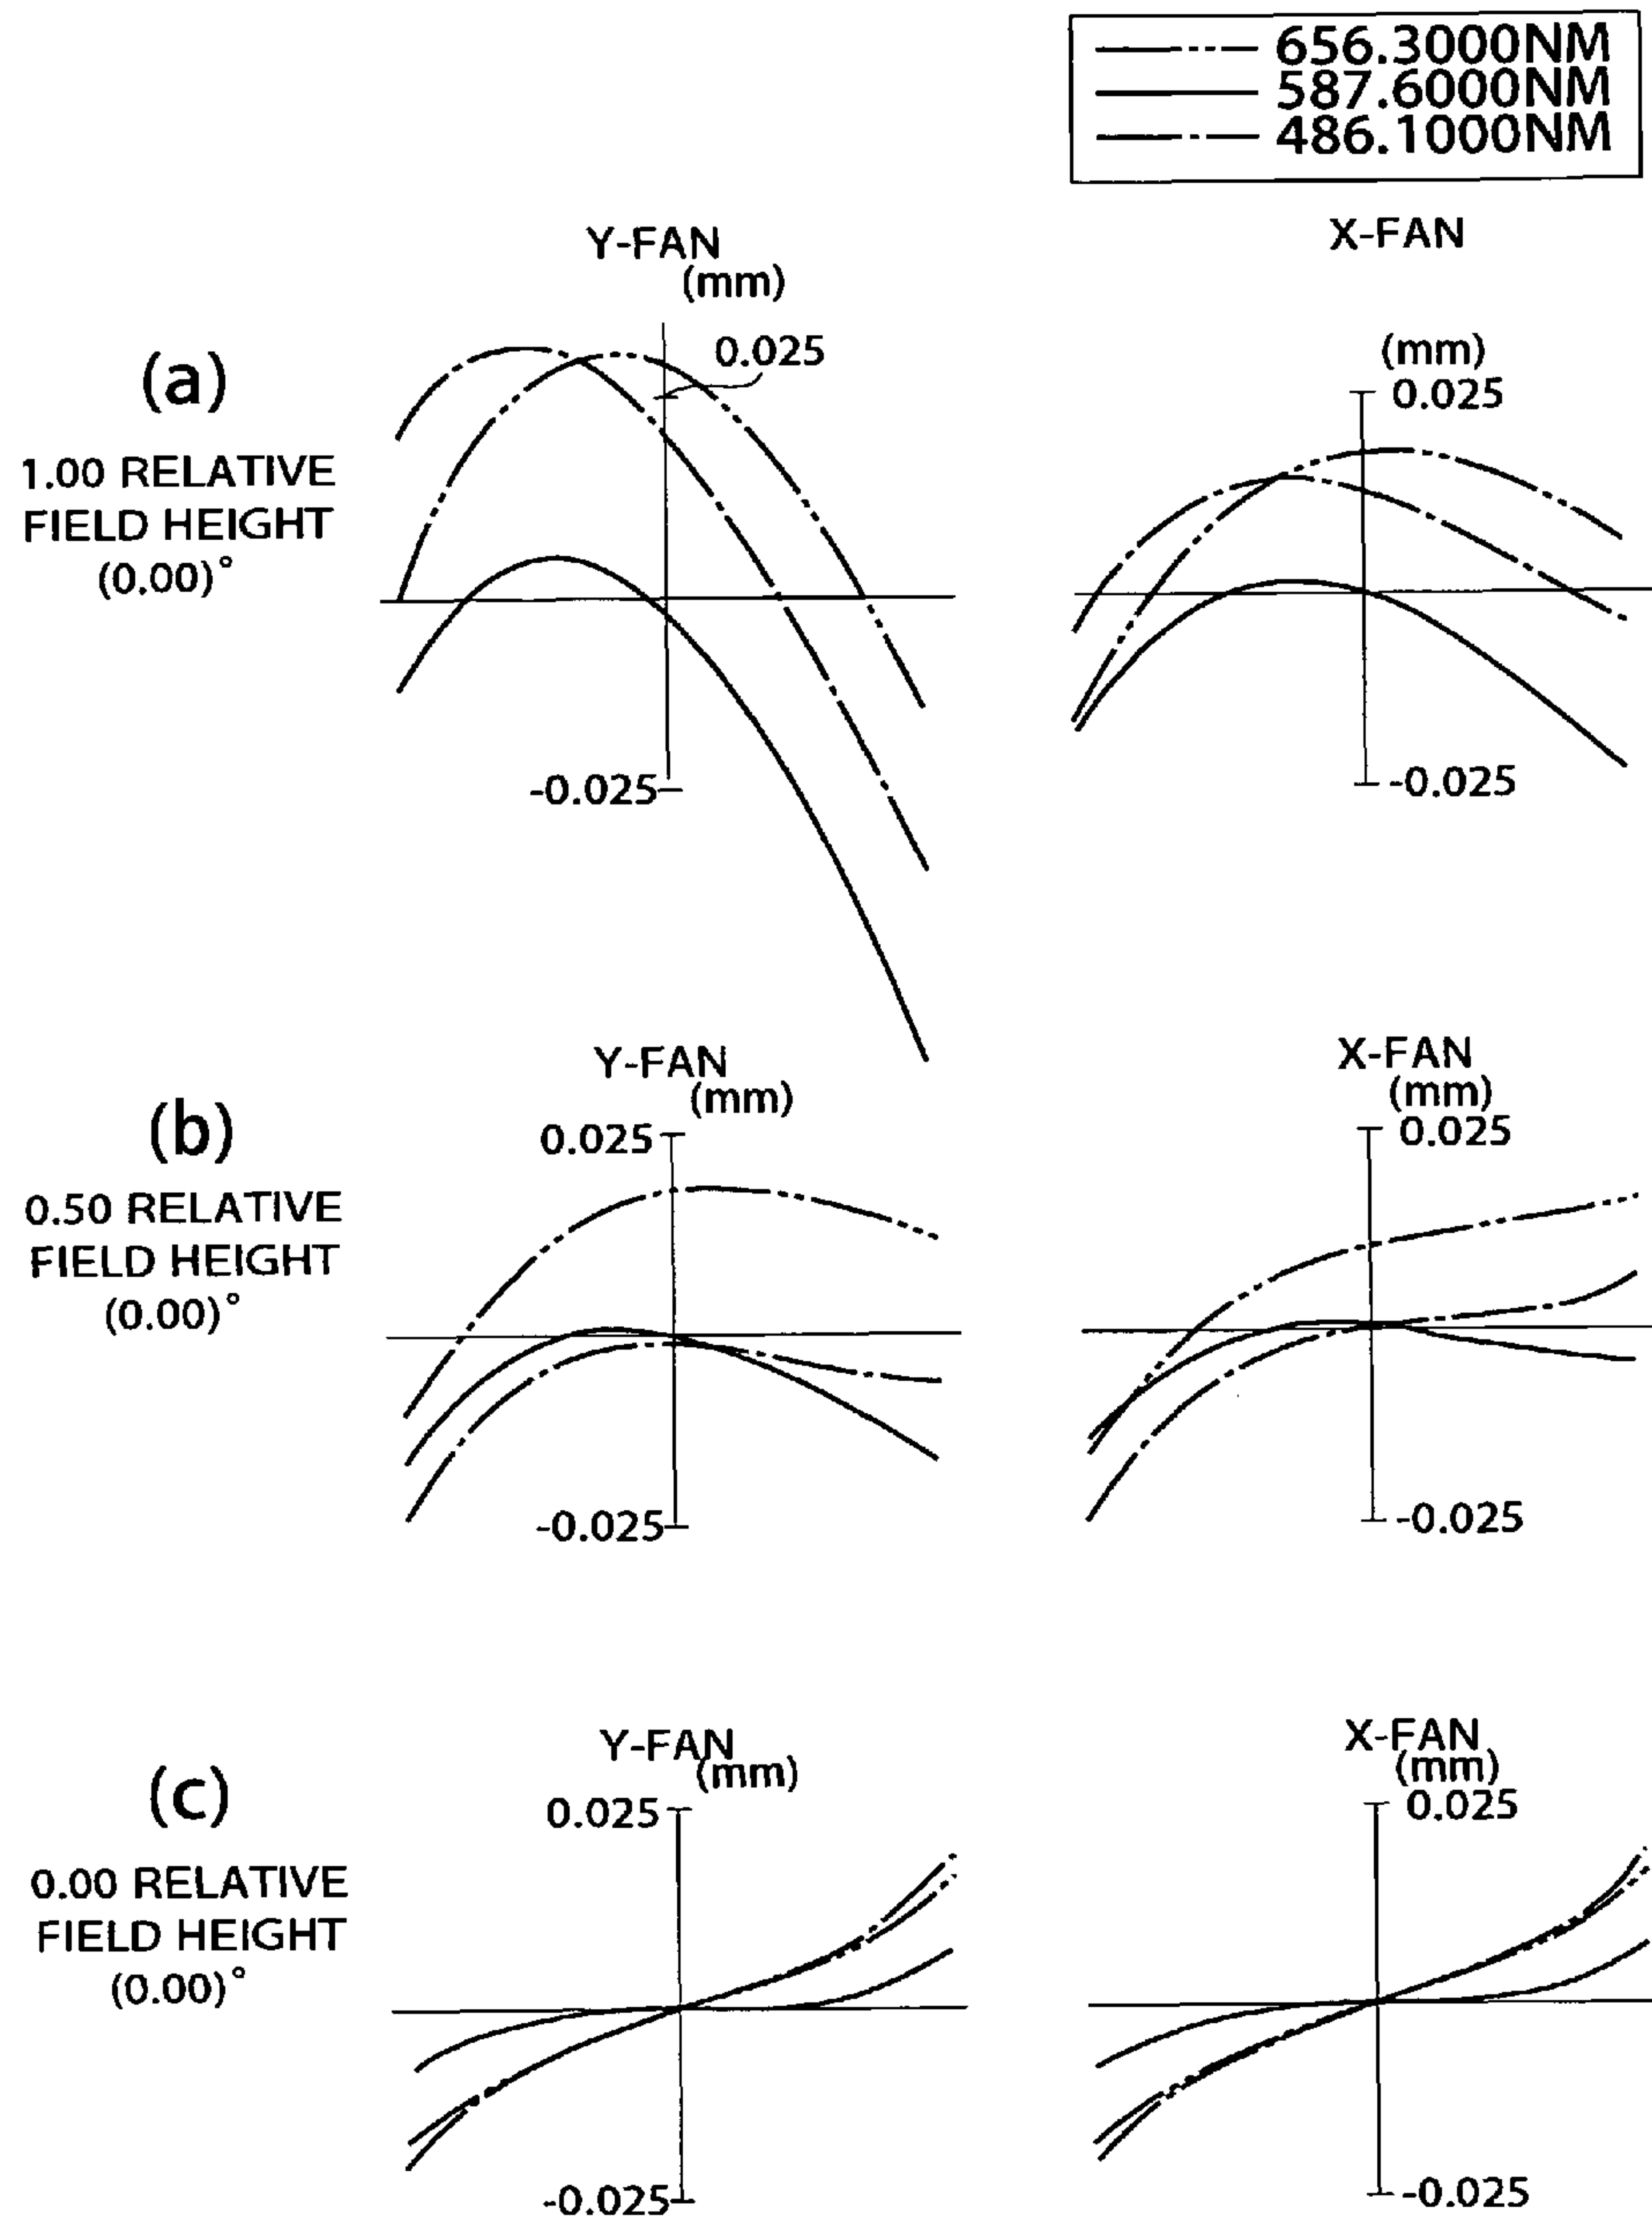 656.3000NM
587.6000NM
486.1000NM
Y-FAN
(mm)
0.025
-0.025
X-FAN
(mm)
0.025
-0.025
(a)
1.00 RELATIVE
FIELD HEIGHT
(0.00)°
Y-FAN
(mm)
0.025
-0.025
X-FAN
(mm)
0.025
-0.025
(b)
0.50 RELATIVE
FIELD HEIGHT
(0.00)°
Y-FAN
(mm)
0.025
-0.025
X-FAN
(mm)
0.025
-0.025
(c)
0.00 RELATIVE
FIELD HEIGHT
(0.00)°